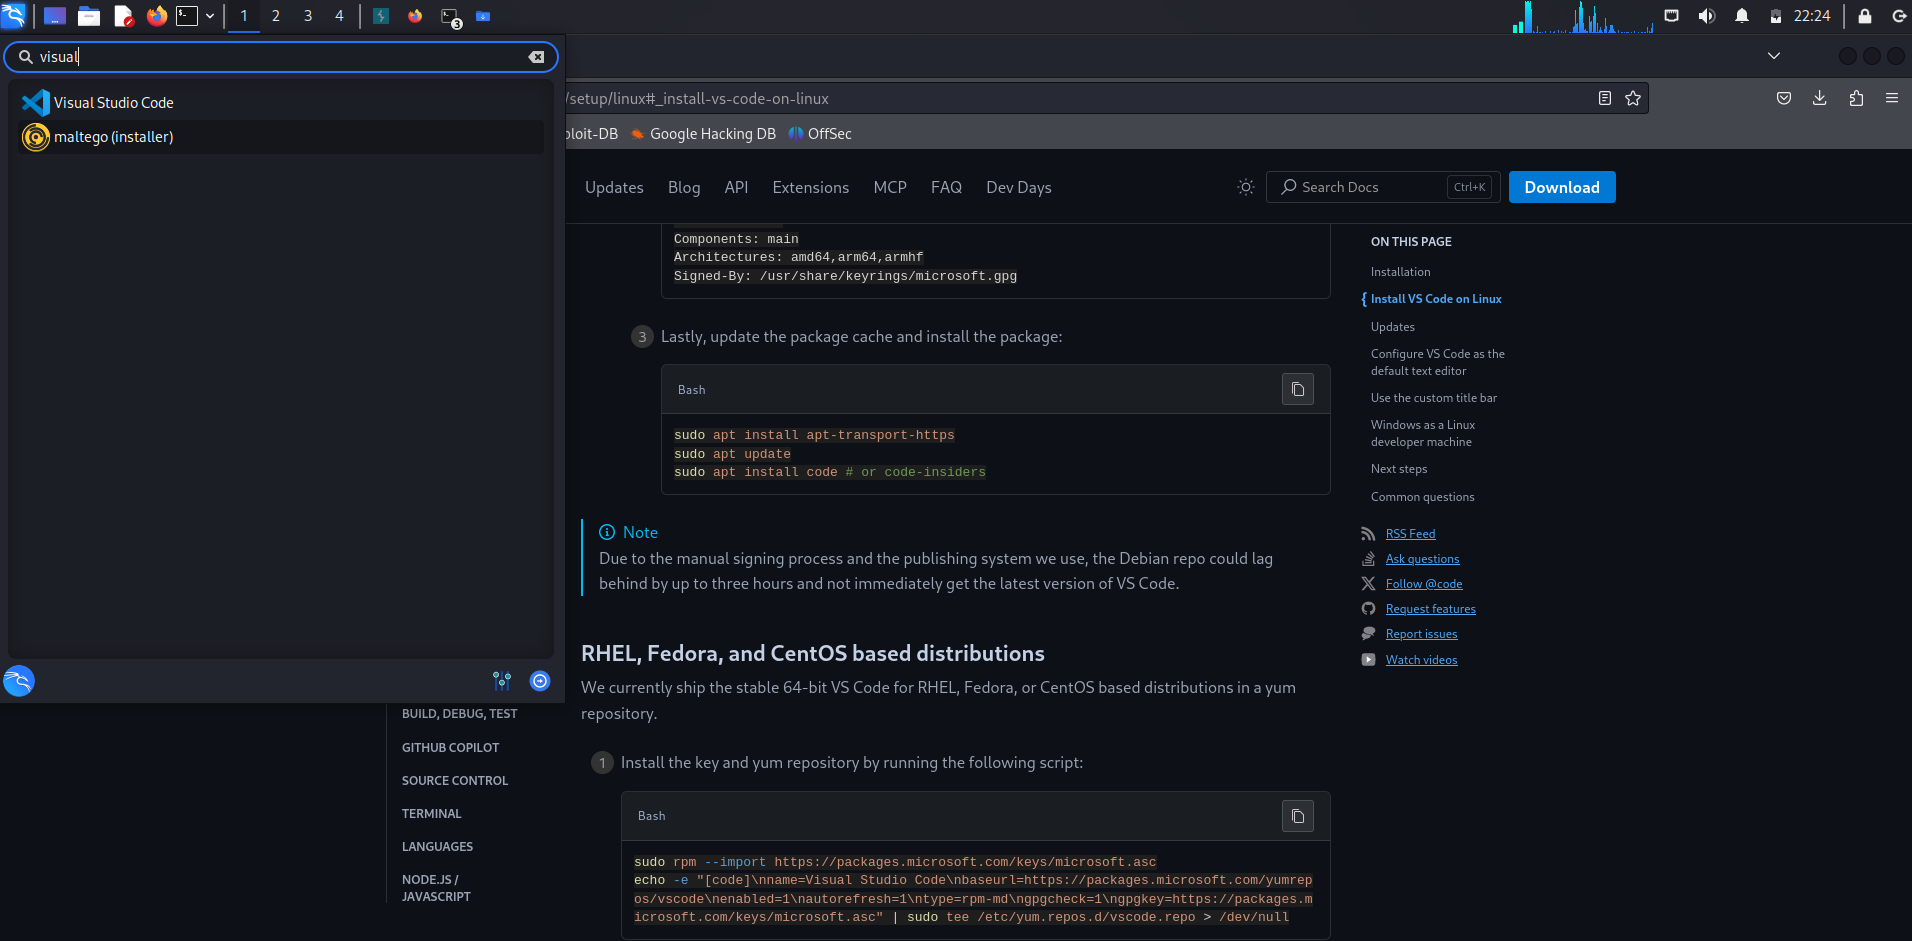 1 2 3 4
3
22:24
visual
Visual Studio Code
maltego (installer)
/setup/linux#_install-vs-code-on-linux
ploit-DB Google Hacking DB OffSec
Updates Blog API Extensions MCP FAQ Dev Days
Search Docs Ctrl+K Download
Components: main
Architectures: amd64,arm64,armhf
Signed-By: /usr/share/keyrings/microsoft.gpg
3 Lastly, update the package cache and install the package:
Bash
sudo apt install apt-transport-https
sudo apt update
sudo apt install code # or code-insiders
Note
Due to the manual signing process and the publishing system we use, the Debian repo could lag
behind by up to three hours and not immediately get the latest version of VS Code.
RHEL, Fedora, and CentOS based distributions
We currently ship the stable 64-bit VS Code for RHEL, Fedora, or CentOS based distributions in a yum
repository.
1 Install the key and yum repository by running the following script:
Bash
sudo rpm --import https://packages.microsoft.com/keys/microsoft.asc
echo -e "[code]\nname=Visual Studio Code\nbaseurl=https://packages.microsoft.com/yumrep
os/vscode\nenabled=1\nautorefresh=1\ntype=rpm-md\ngpgcheck=1\ngpgkey=https://packages.m
icrosoft.com/keys/microsoft.asc" | sudo tee /etc/yum.repos.d/vscode.repo > /dev/null
BUILD, DEBUG, TEST
GITHUB COPILOT
SOURCE CONTROL
TERMINAL
LANGUAGES
NODE.JS /
JAVASCRIPT
ON THIS PAGE
Installation
Install VS Code on Linux
Updates
Configure VS Code as the
default text editor
Use the custom title bar
Windows as a Linux
developer machine
Next steps
Common questions
RSS Feed
Ask questions
Follow @code
Request features
Report issues
Watch videos